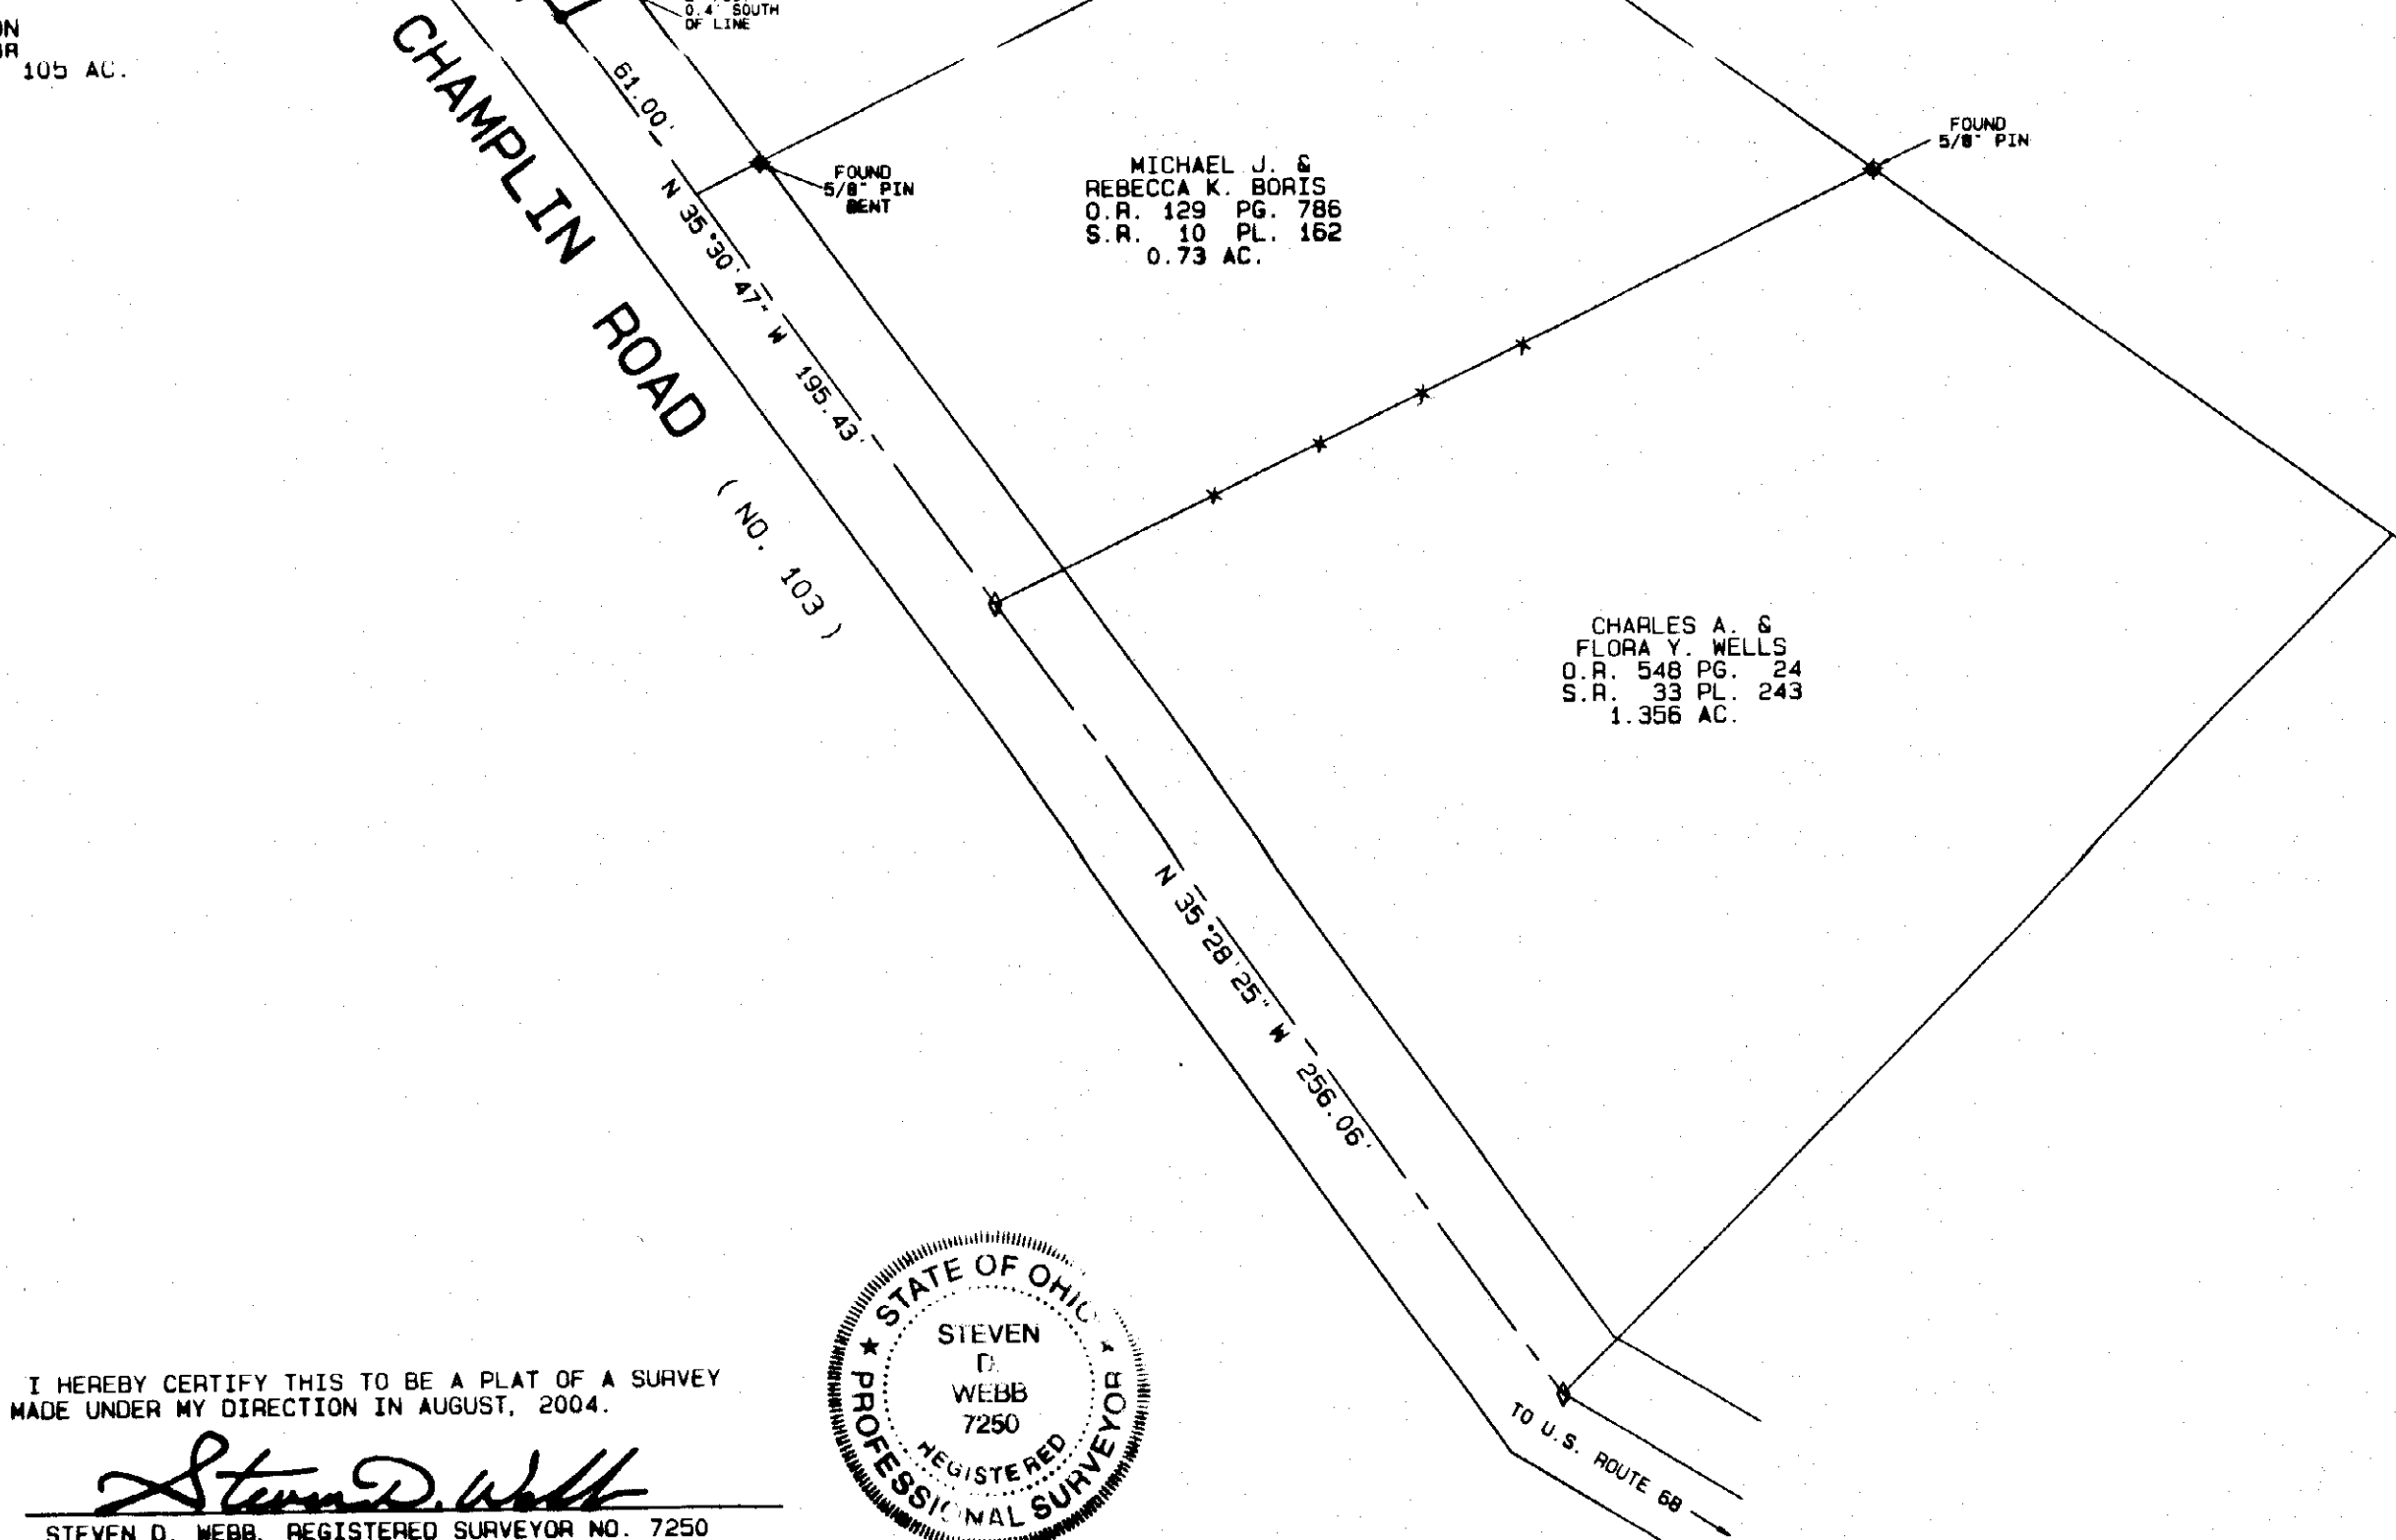 0.4' SOUTH
OF LINE
105 AC.
CHAMPLIN ROAD
(NO. 103)
61.00'
FOUND
5/8" PIN
BENT
N 35°30'47" W 195.43'
MICHAEL J. &
REBECCA K. BORIS
O.R. 129 PG. 786
S.R. 10 PL. 162
0.73 AC.
FOUND
5/8" PIN
CHARLES A. &
FLORA Y. WELLS
O.R. 548 PG. 24
S.R. 33 PL. 243
1.356 AC.
N 35°28'25" W 256.06'
TO U.S. ROUTE 68
I HEREBY CERTIFY THIS TO BE A PLAT OF A SURVEY
MADE UNDER MY DIRECTION IN AUGUST, 2004.
Steven D. Webb
STEVEN D. WEBB, REGISTERED SURVEYOR NO. 7250
STATE OF OHIO
STEVEN
D.
WEBB
7250
REGISTERED
PROFESSIONAL SURVEYOR